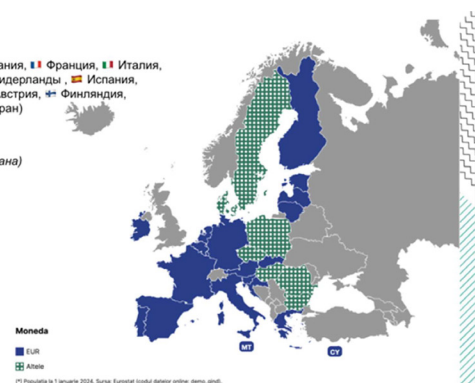 ания, Франция, Италия,
идерланды , Испания,
встрия, Финляндия,
ран)
ана)
MT
CY
Moneda
EUR
Altele
(*) Populația la 1 ianuarie 2024. Sursa: Eurostat (codul datelor online: demo_gind).